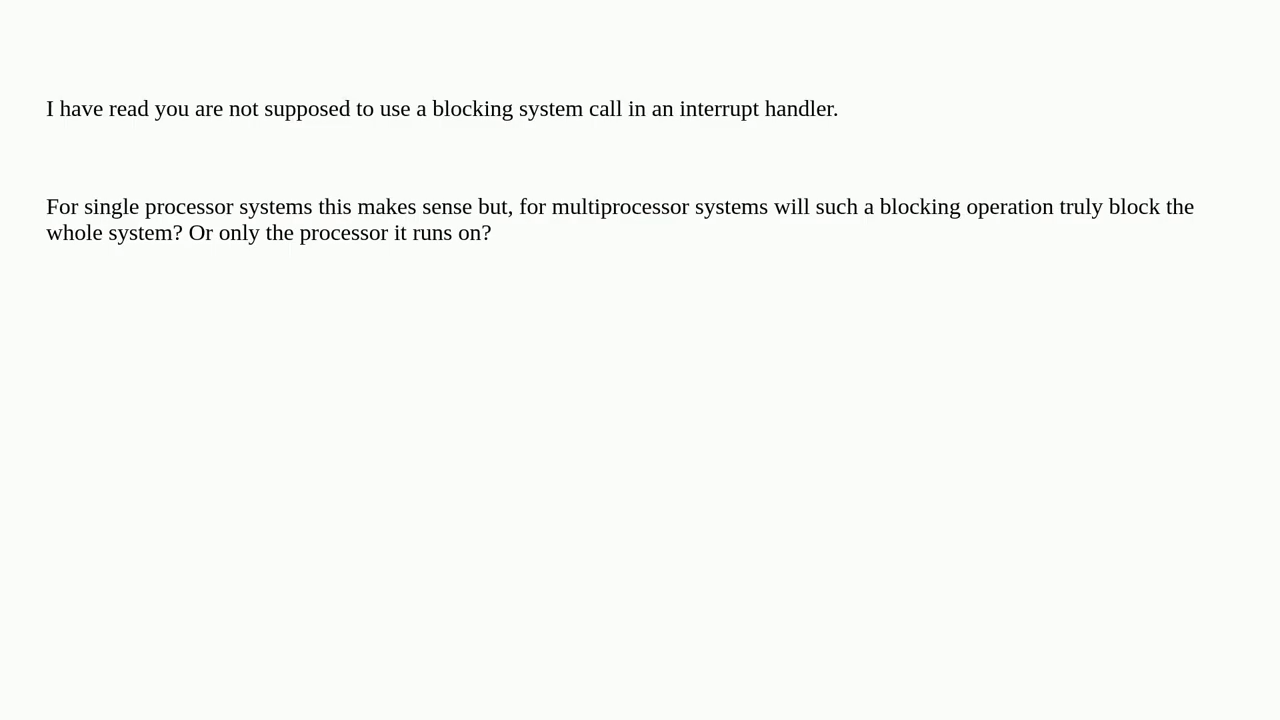 I have read you are not supposed to use a blocking system call in an interrupt handler.
For single processor systems this makes sense but, for multiprocessor systems will such a blocking operation truly block the
whole system? Or only the processor it runs on?